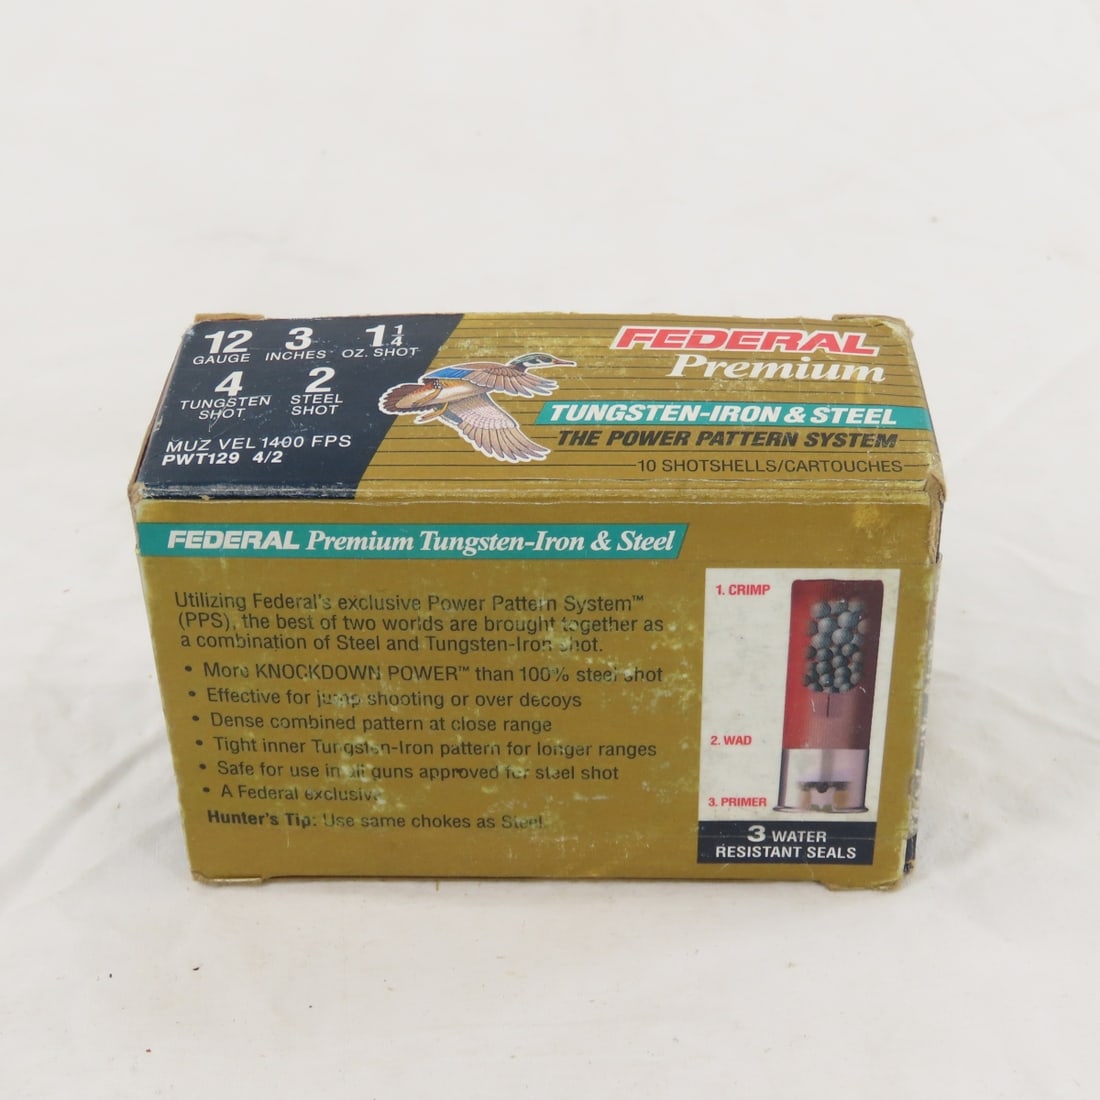 12 GAUGE 3 INCHES 1 1/4 OZ. SHOT
4 TUNGSTEN SHOT 2 STEEL SHOT
MUZ VEL 1400 FPS
PWT129 4/2
FEDERAL
Premium
TUNGSTEN-IRON & STEEL
THE POWER PATTERN SYSTEM
10 SHOTSHELLS/CARTOUCHES
FEDERAL Premium Tungsten-Iron & Steel
Utilizing Federal's exclusive Power Pattern System™
(PPS), the best of two worlds are brought together as
a combination of Steel and Tungsten-Iron shot.
• More KNOCKDOWN POWER™ than 100% steel shot
• Effective for jump shooting or over decoys
• Dense combined pattern at close range
• Tight inner Tungsten-Iron pattern for longer ranges
• Safe for use in all guns approved for steel shot
• A Federal exclusive
Hunter's Tip: Use same chokes as Steel.
1. CRIMP
2. WAD
3. PRIMER
3 WATER
RESISTANT SEALS